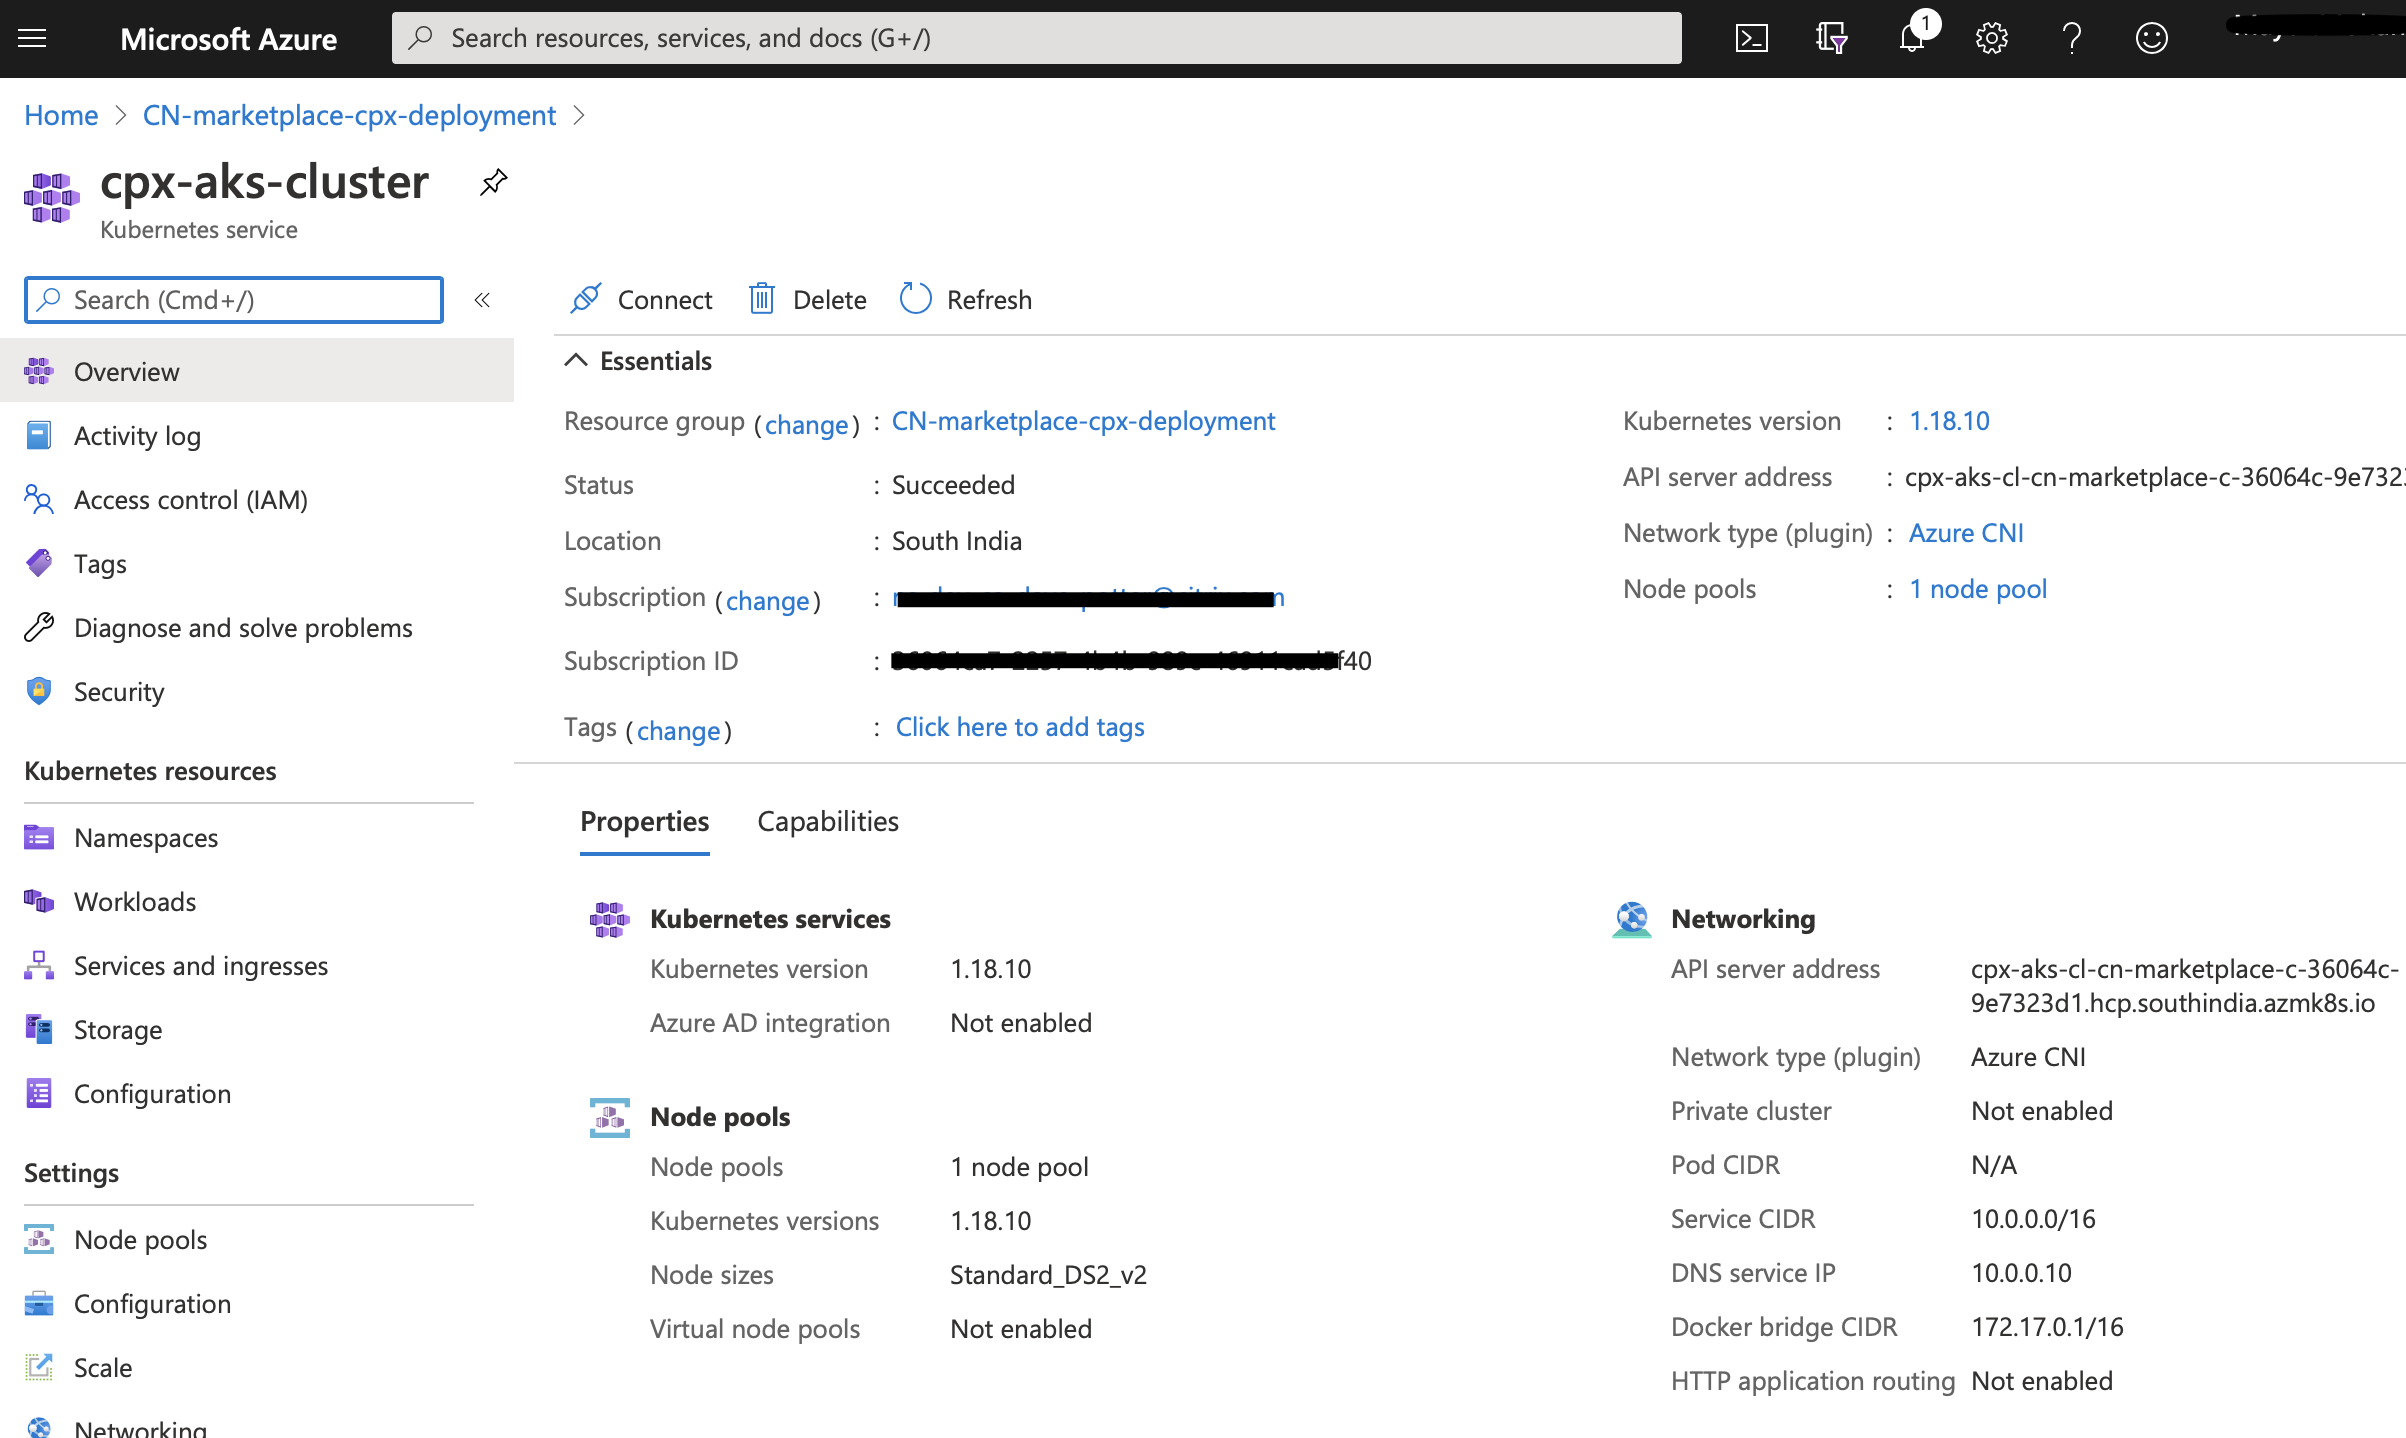 Microsoft Azure
Search resources, services, and docs (G+/)
1
Home > CN-marketplace-cpx-deployment >
cpx-aks-cluster
Kubernetes service
Search (Cmd+/)
«
Overview
Activity log
Access control (IAM)
Tags
Diagnose and solve problems
Security
Kubernetes resources
Namespaces
Workloads
Services and ingresses
Storage
Configuration
Settings
Node pools
Configuration
Scale
Networking
Connect
Delete
Refresh
Essentials
Resource group (change) : CN-marketplace-cpx-deployment
Status : Succeeded
Location : South India
Subscription (change) :
Subscription ID : f40
Tags (change) : Click here to add tags
Kubernetes version : 1.18.10
API server address : cpx-aks-cl-cn-marketplace-c-36064c-9e732
Network type (plugin) : Azure CNI
Node pools : 1 node pool
Properties
Capabilities
Kubernetes services
Kubernetes version 1.18.10
Azure AD integration Not enabled
Node pools
Node pools 1 node pool
Kubernetes versions 1.18.10
Node sizes Standard_DS2_v2
Virtual node pools Not enabled
Networking
API server address cpx-aks-cl-cn-marketplace-c-36064c-
9e7323d1.hcp.southindia.azmk8s.io
Network type (plugin) Azure CNI
Private cluster Not enabled
Pod CIDR N/A
Service CIDR 10.0.0.0/16
DNS service IP 10.0.0.10
Docker bridge CIDR 172.17.0.1/16
HTTP application routing Not enabled